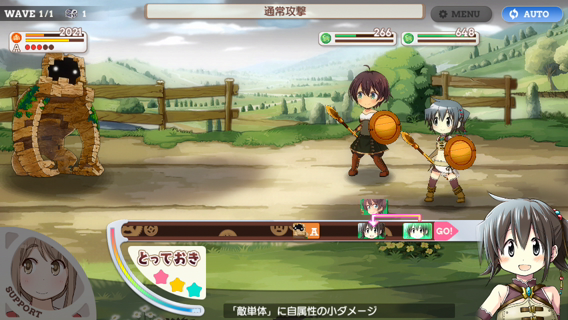 WAVE 1/1 1
通常攻撃
MENU
AUTO
2021
A
266
648
A
GO!
とっておき
SUPPORT
「敵単体」に自属性の小ダメージ